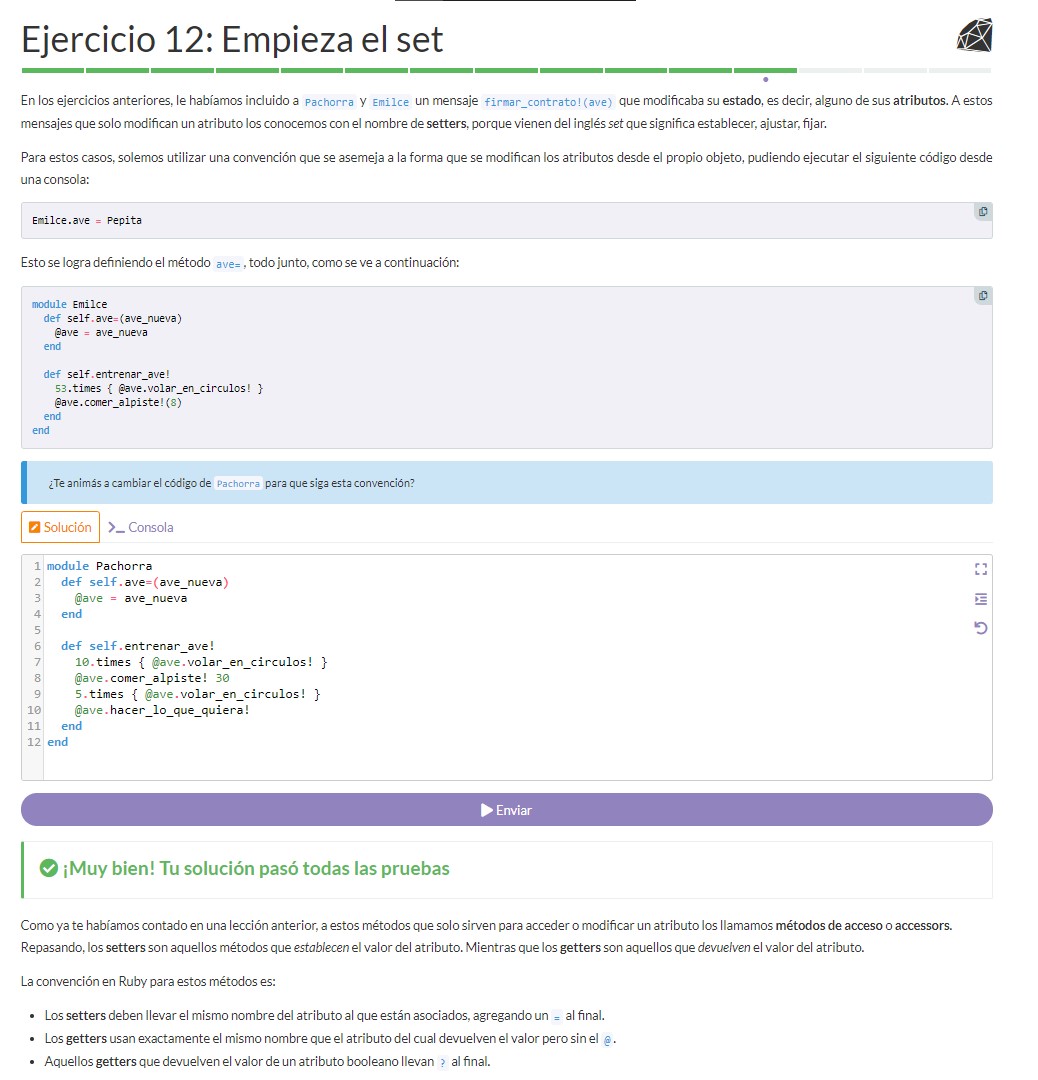 Ejercicio 12: Empieza el set
En los ejercicios anteriores, le habíamos incluido a Pachorra y Emilce un mensaje firmar_contrato!(ave) que modificaba su estado, es decir, alguno de sus atributos. A estos
mensajes que solo modifican un atributo los conocemos con el nombre de setters, porque vienen del inglés set que significa establecer, ajustar, fijar.
Para estos casos, solemos utilizar una convención que se asemeja a la forma que se modifican los atributos desde el propio objeto, pudiendo ejecutar el siguiente código desde
una consola:
Emilce.ave = Pepita
Esto se logra definiendo el método ave=, todo junto, como se ve a continuación:
module Emilce
  def self.ave=(ave_nueva)
    @ave = ave_nueva
  end
  def self.entrenar_ave!
    53.times { @ave.volar_en_circulos! }
    @ave.comer_alpiste!(8)
  end
end
¿Te animás a cambiar el código de Pachorra para que siga esta convención?
Solución Consola
1 module Pachorra
2   def self.ave=(ave_nueva)
3     @ave = ave_nueva
4   end
5
6   def self.entrenar_ave!
7     10.times { @ave.volar_en_circulos! }
8     @ave.comer_alpiste! 30
9     5.times { @ave.volar_en_circulos! }
10     @ave.hacer_lo_que_quiera!
11   end
12 end
Enviar
¡Muy bien! Tu solución pasó todas las pruebas
Como ya te habíamos contado en una lección anterior, a estos métodos que solo sirven para acceder o modificar un atributo los llamamos métodos de acceso o accessors.
Repasando, los setters son aquellos métodos que establecen el valor del atributo. Mientras que los getters son aquellos que devuelven el valor del atributo.
La convención en Ruby para estos métodos es:
• Los setters deben llevar el mismo nombre del atributo al que están asociados, agregando un = al final.
• Los getters usan exactamente el mismo nombre que el atributo del cual devuelven el valor pero sin el @.
• Aquellos getters que devuelven el valor de un atributo booleano llevan ? al final.